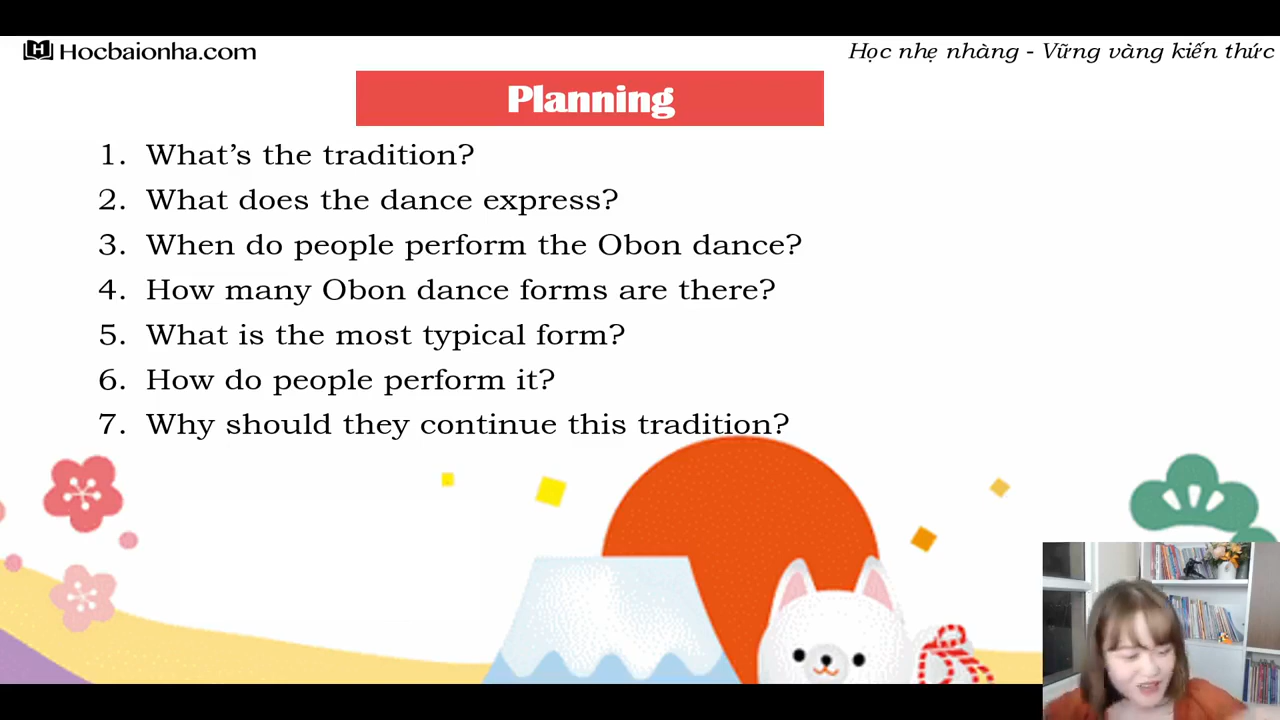 Hocbaionha.com
Học nhẹ nhàng - Vững vàng kiến thức
Planning
1. What's the tradition?
2. What does the dance express?
3. When do people perform the Obon dance?
4. How many Obon dance forms are there?
5. What is the most typical form?
6. How do people perform it?
7. Why should they continue this tradition?